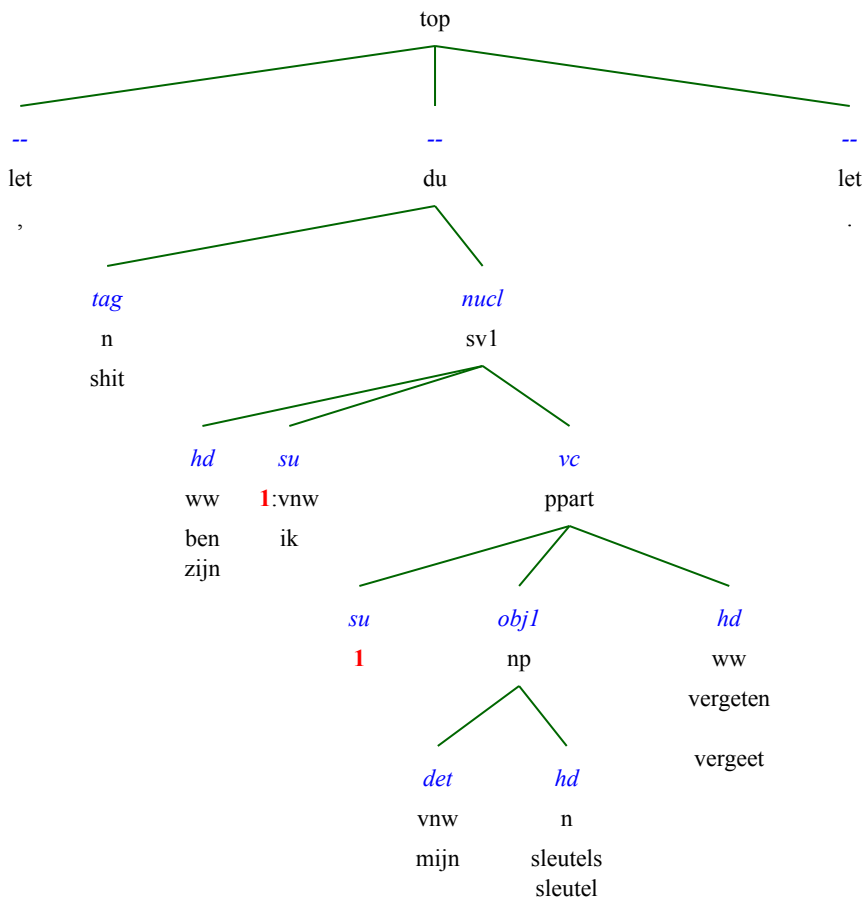 top
-- -- --
let du let
, .
tag nucl
n sv1
shit
hd su vc
ww 1:vnw ppart
ben ik
zijn
su obj1 hd
1 np ww
vergeten
vergeet
det hd
vnw n
mijn sleutels
sleutel